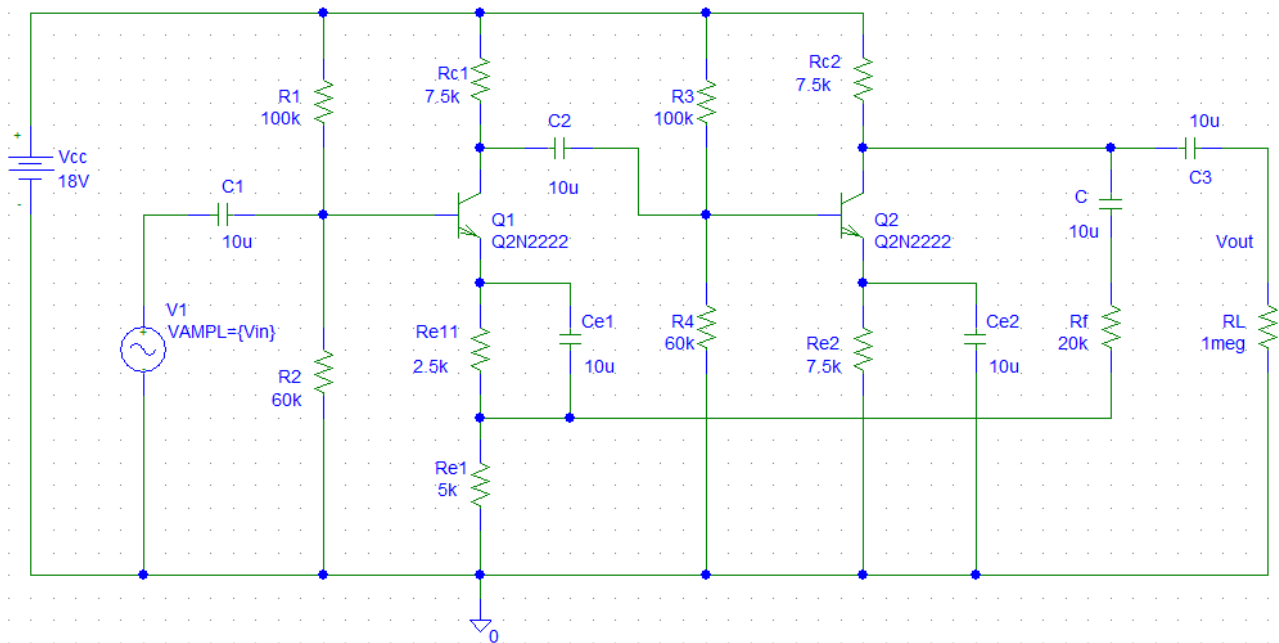 Rc1
7.5k
Rc2
7.5k
R1
100k
R3
100k
C2
10u
10u
C3
+
Vcc
18V
-
C1
10u
Q1
Q2N2222
Q2
Q2N2222
C
10u
Vout
V1
VAMPL={Vin}
+
-
Re11
2.5k
Ce1
10u
R4
60k
Re2
7.5k
Ce2
10u
Rf
20k
RL
1meg
R2
60k
Re1
5k
0